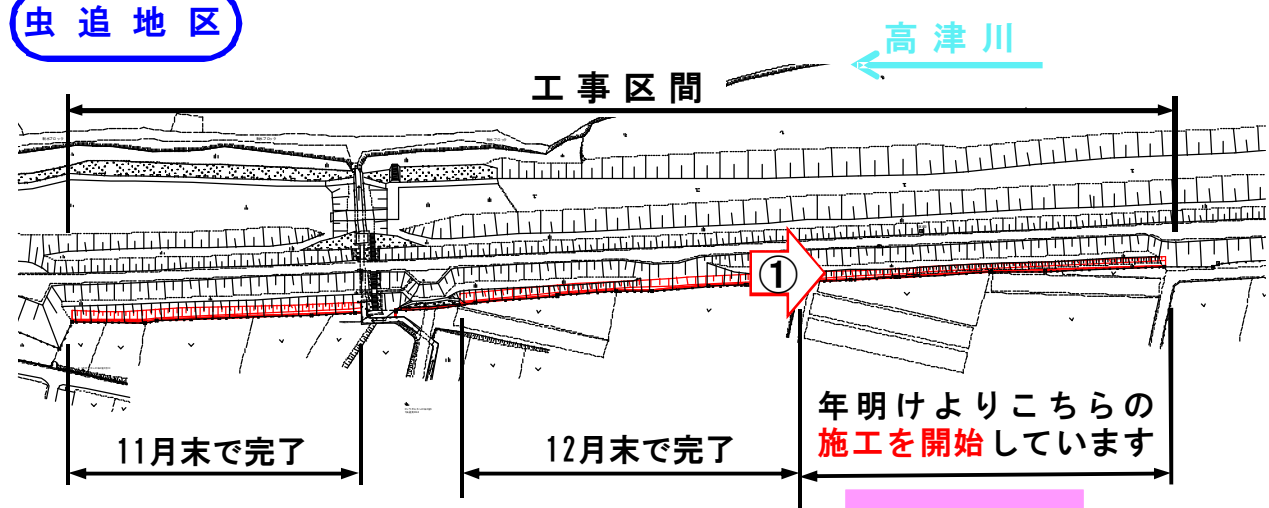 虫追地区
高津川
工事区間
①
年明けよりこちらの
施工を開始しています
11月末で完了
12月末で完了